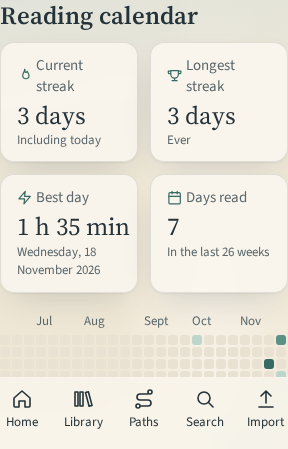 Reading calendar
Current
streak
3 days
Including today
Longest
streak
3 days
Ever
Best day
1 h 35 min
Wednesday, 18
November 2026
Days read
7
In the last 26 weeks
Jul Aug Sept Oct Nov
Home Library Paths Search Import